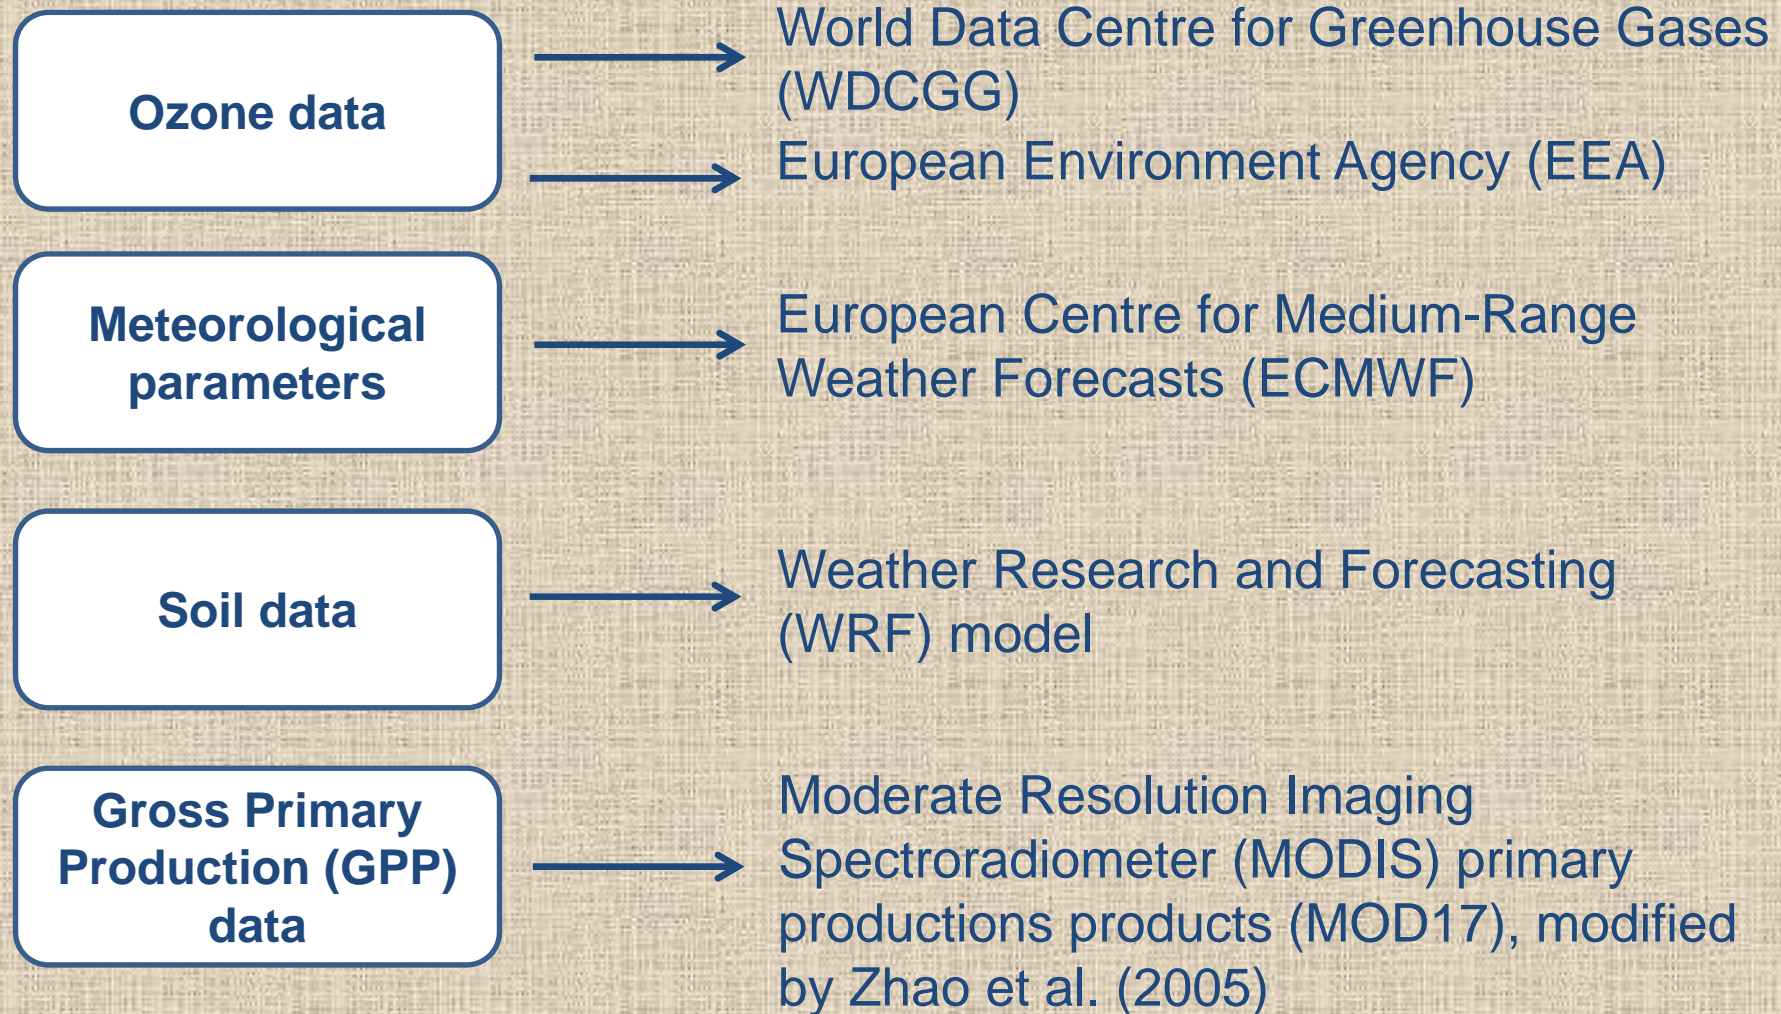 Ozone data
World Data Centre for Greenhouse Gases
(WDCGG)
European Environment Agency (EEA)
Meteorological
parameters
European Centre for Medium-Range
Weather Forecasts (ECMWF)
Soil data
Weather Research and Forecasting
(WRF) model
Gross Primary
Production (GPP)
data
Moderate Resolution Imaging
Spectroradiometer (MODIS) primary
productions products (MOD17), modified
by Zhao et al. (2005)